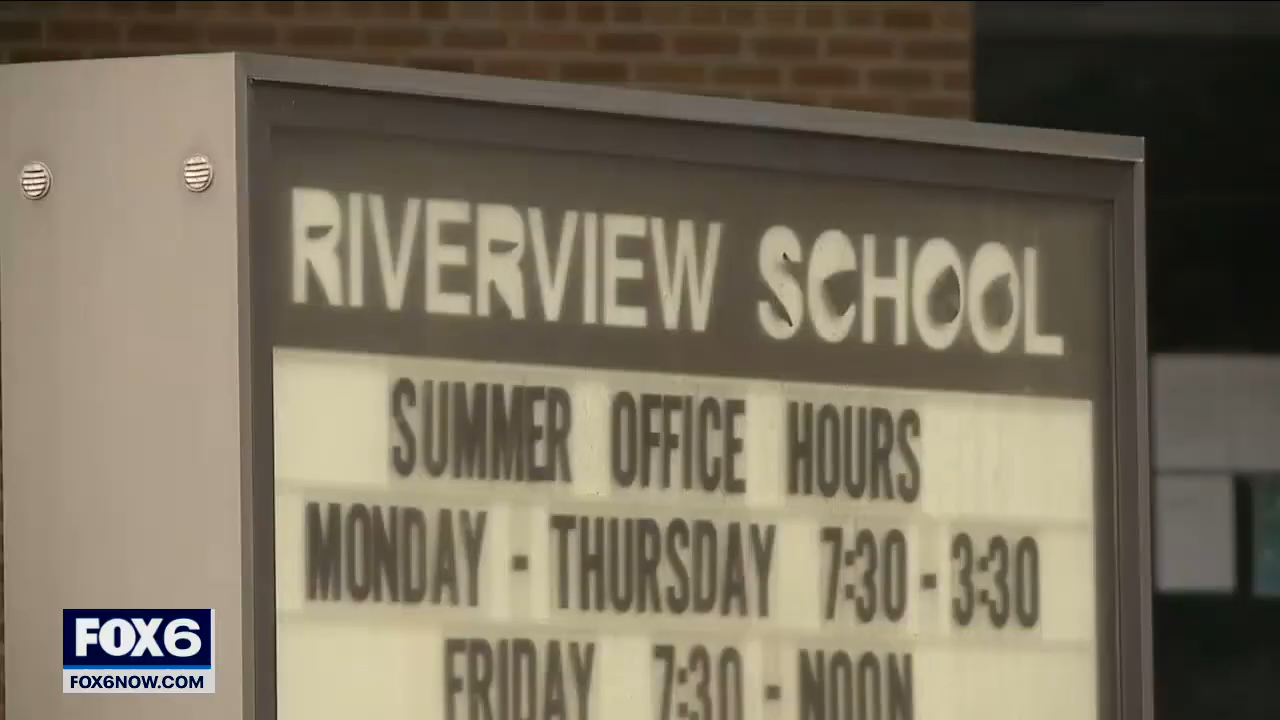 RIVERVIEW SCHOOL
SUMMER OFFICE HOURS
MONDAY - THURSDAY 7:30 - 3:30
FRIDAY 7:30 - NOON
FOX6
FOX6NOW.COM